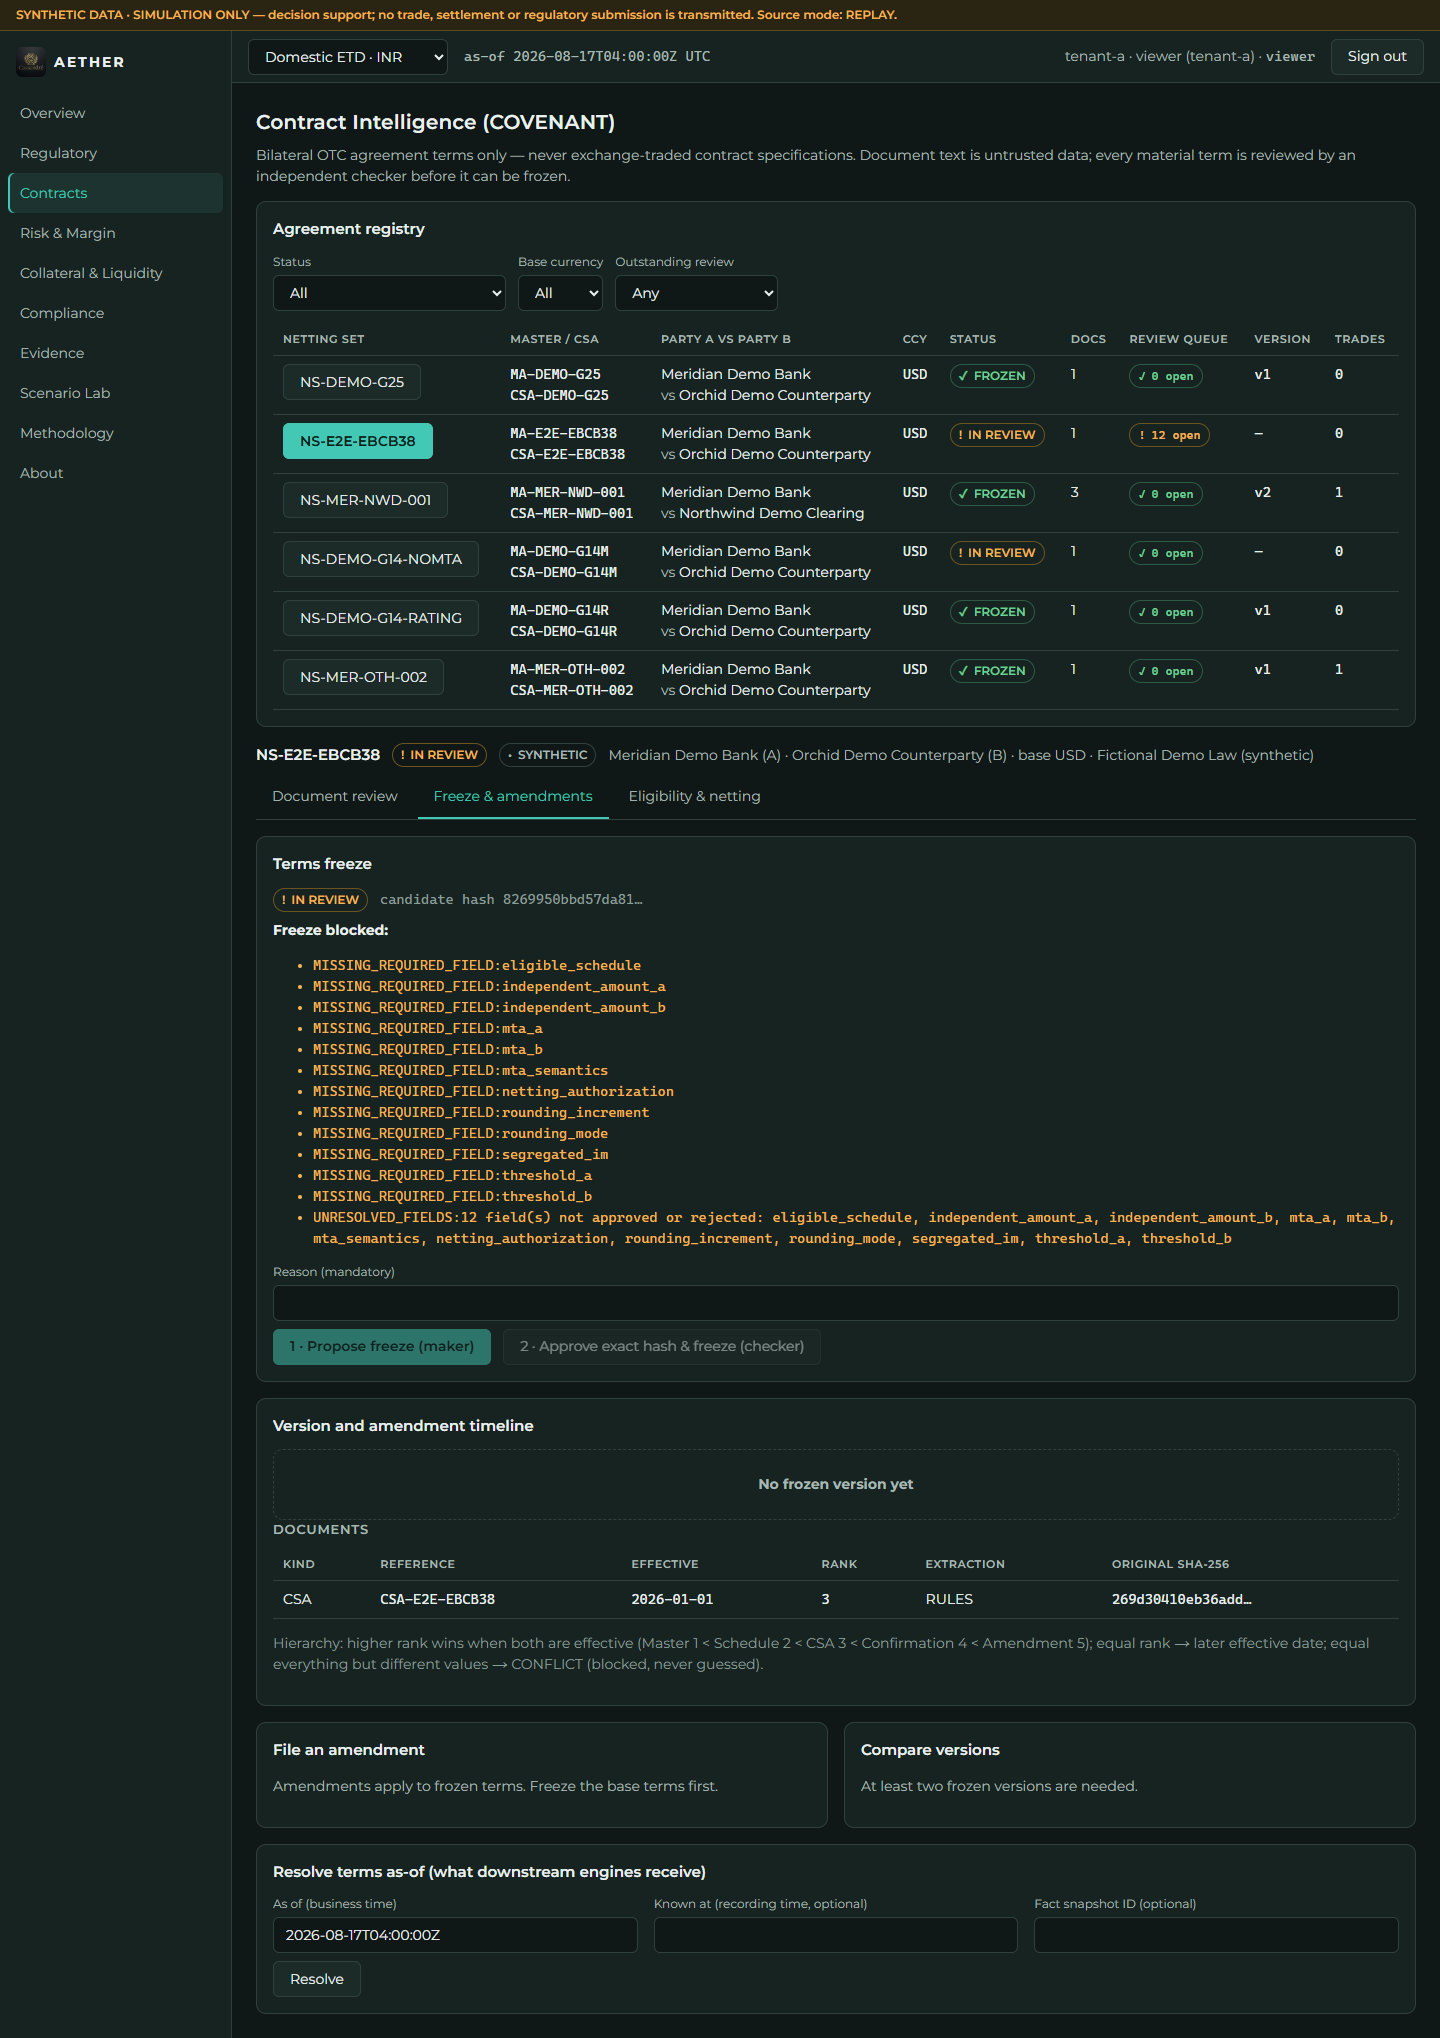 SYNTHETIC DATA · SIMULATION ONLY — decision support; no trade, settlement or regulatory submission is transmitted. Source mode: REPLAY.
AETHER
Domestic ETD · INR
as-of 2026-08-17T04:00:00Z UTC
tenant-a · viewer (tenant-a) · viewer
Sign out
Overview
Regulatory
Contracts
Risk & Margin
Collateral & Liquidity
Compliance
Evidence
Scenario Lab
Methodology
About
Contract Intelligence (COVENANT)
Bilateral OTC agreement terms only — never exchange-traded contract specifications. Document text is untrusted data; every material term is reviewed by an
independent checker before it can be frozen.
Agreement registry
Status Base currency Outstanding review
All All Any
NETTING SET MASTER / CSA PARTY A VS PARTY B CCY STATUS DOCS REVIEW QUEUE VERSION TRADES
NS-DEMO-G25 MA-DEMO-G25 Meridian Demo Bank USD ✓ FROZEN 1 ✓ 0 open v1 0
CSA-DEMO-G25 vs Orchid Demo Counterparty
NS-E2E-EBCB38 MA-E2E-EBCB38 Meridian Demo Bank USD ! IN REVIEW 1 ! 12 open — 0
CSA-E2E-EBCB38 vs Orchid Demo Counterparty
NS-MER-NWD-001 MA-MER-NWD-001 Meridian Demo Bank USD ✓ FROZEN 3 ✓ 0 open v2 1
CSA-MER-NWD-001 vs Northwind Demo Clearing
NS-DEMO-G14-NOMTA MA-DEMO-G14M Meridian Demo Bank USD ! IN REVIEW 1 ✓ 0 open — 0
CSA-DEMO-G14M vs Orchid Demo Counterparty
NS-DEMO-G14-RATING MA-DEMO-G14R Meridian Demo Bank USD ✓ FROZEN 1 ✓ 0 open v1 0
CSA-DEMO-G14R vs Orchid Demo Counterparty
NS-MER-OTH-002 MA-MER-OTH-002 Meridian Demo Bank USD ✓ FROZEN 1 ✓ 0 open v1 1
CSA-MER-OTH-002 vs Orchid Demo Counterparty
NS-E2E-EBCB38 ! IN REVIEW • SYNTHETIC Meridian Demo Bank (A) · Orchid Demo Counterparty (B) · base USD · Fictional Demo Law (synthetic)
Document review Freeze & amendments Eligibility & netting
Terms freeze
! IN REVIEW candidate hash 8269950bbd57da81…
Freeze blocked:
• MISSING_REQUIRED_FIELD:eligible_schedule
• MISSING_REQUIRED_FIELD:independent_amount_a
• MISSING_REQUIRED_FIELD:independent_amount_b
• MISSING_REQUIRED_FIELD:mta_a
• MISSING_REQUIRED_FIELD:mta_b
• MISSING_REQUIRED_FIELD:mta_semantics
• MISSING_REQUIRED_FIELD:netting_authorization
• MISSING_REQUIRED_FIELD:rounding_increment
• MISSING_REQUIRED_FIELD:rounding_mode
• MISSING_REQUIRED_FIELD:segregated_im
• MISSING_REQUIRED_FIELD:threshold_a
• MISSING_REQUIRED_FIELD:threshold_b
• UNRESOLVED_FIELDS:12 field(s) not approved or rejected: eligible_schedule, independent_amount_a, independent_amount_b, mta_a, mta_b,
mta_semantics, netting_authorization, rounding_increment, rounding_mode, segregated_im, threshold_a, threshold_b
Reason (mandatory)
1 · Propose freeze (maker)
2 · Approve exact hash & freeze (checker)
Version and amendment timeline
No frozen version yet
DOCUMENTS
KIND REFERENCE EFFECTIVE RANK EXTRACTION ORIGINAL SHA-256
CSA CSA-E2E-EBCB38 2026-01-01 3 RULES 269d30410eb36add…
Hierarchy: higher rank wins when both are effective (Master 1 < Schedule 2 < CSA 3 < Confirmation 4 < Amendment 5); equal rank → later effective date; equal
everything but different values → CONFLICT (blocked, never guessed).
File an amendment
Amendments apply to frozen terms. Freeze the base terms first.
Compare versions
At least two frozen versions are needed.
Resolve terms as-of (what downstream engines receive)
As of (business time) Known at (recording time, optional) Fact snapshot ID (optional)
2026-08-17T04:00:00Z
Resolve